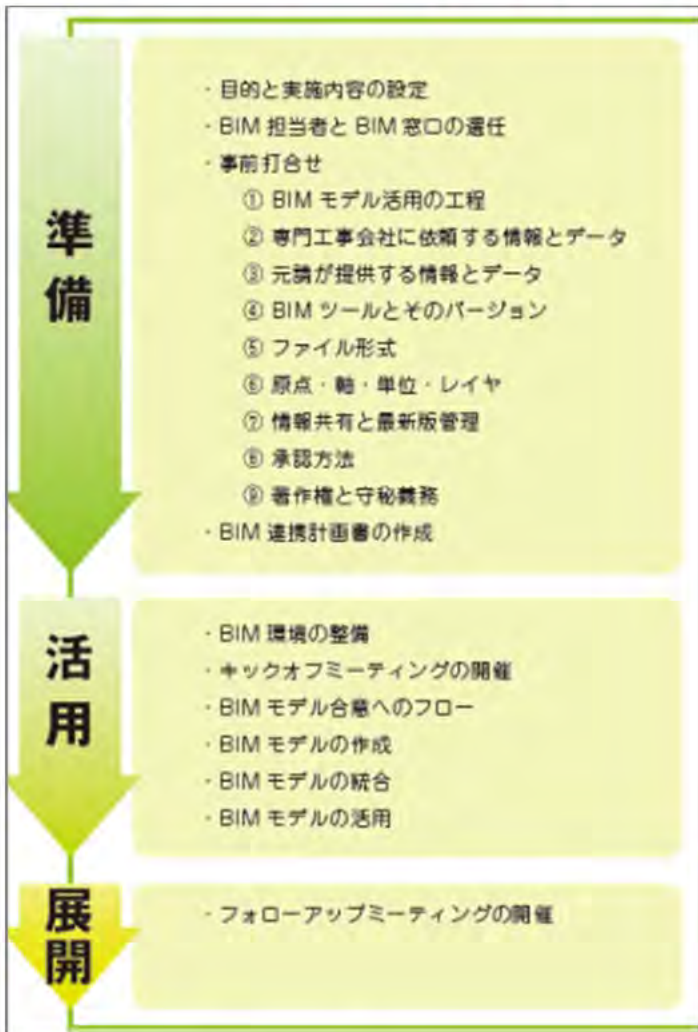 準備
・目的と実施内容の設定
・BIM 担当者と BIM 窓口の選任
・事前打合せ
① BIM モデル活用の工程
② 専門工事会社に依頼する情報とデータ
③ 元請が提供する情報とデータ
④ BIM ツールとそのバージョン
⑤ ファイル形式
⑥ 原点・軸・単位・レイヤ
⑦ 情報共有と最新版管理
⑧ 承認方法
⑨ 著作権と守秘義務
・BIM 連携計画書の作成
活用
・BIM 環境の整備
・キックオフミーティングの開催
・BIM モデル合意へのフロー
・BIM モデルの作成
・BIM モデルの統合
・BIM モデルの活用
展開
・フォローアップミーティングの開催